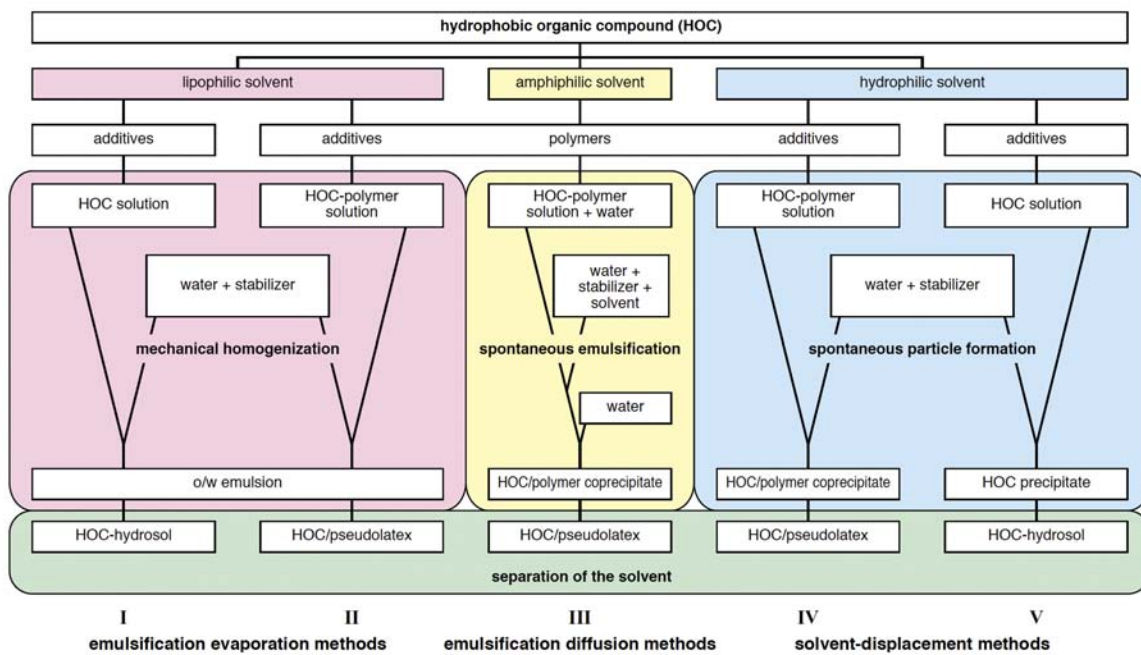 hydrophobic organic compound (HOC)
lipophilic solvent
amphiphilic solvent
hydrophilic solvent
additives
additives
polymers
additives
additives
HOC solution
HOC-polymer
solution
HOC-polymer
solution + water
HOC-polymer
solution
HOC solution
water + stabilizer
water +
stabilizer +
solvent
water + stabilizer
mechanical homogenization
spontaneous emulsification
spontaneous particle formation
water
o/w emulsion
HOC/polymer coprecipitate
HOC/polymer coprecipitate
HOC precipitate
HOC-hydrosol
HOC/pseudolatex
HOC/pseudolatex
HOC/pseudolatex
HOC-hydrosol
separation of the solvent
I
II
III
IV
V
emulsification evaporation methods
emulsification diffusion methods
solvent-displacement methods